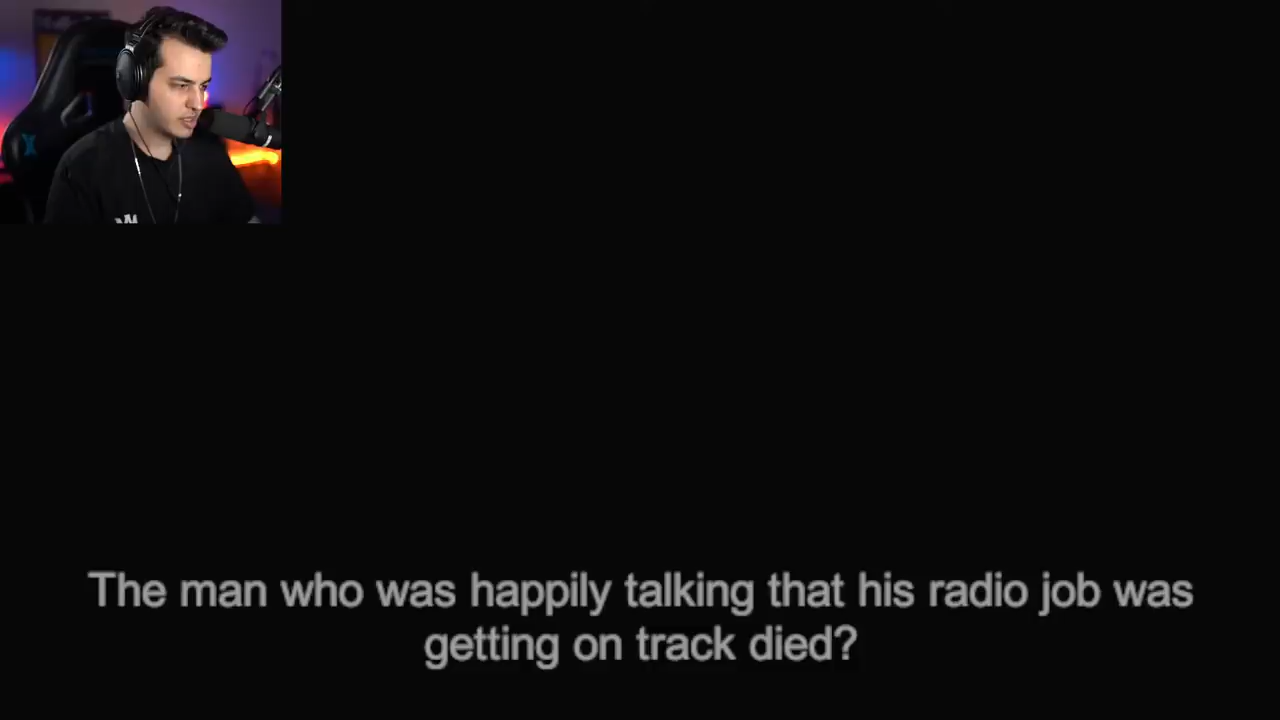 The man who was happily talking that his radio job was
getting on track died?